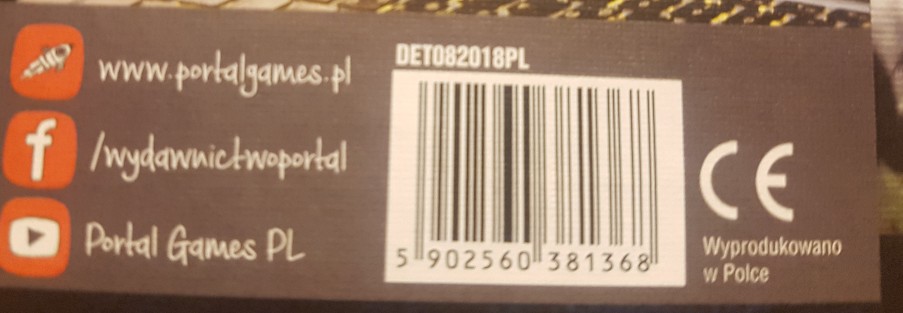 www.portalgames.pl
/wydawnictwoportal
Portal Games PL
DET082018PL
5 902560 381368
CE
Wyprodukowano
w Polce